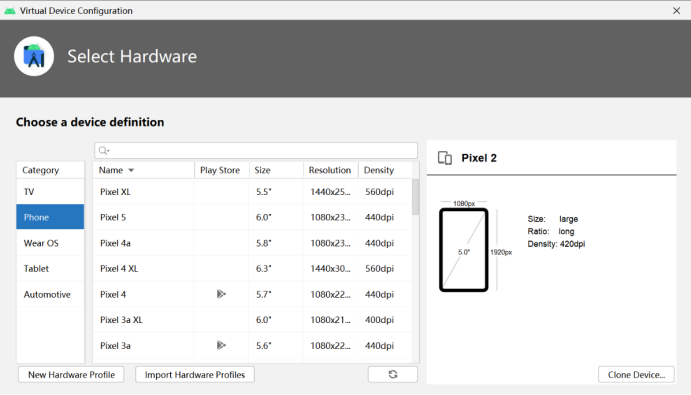 Virtual Device Configuration
Select Hardware
Choose a device definition
Category
TV
Phone
Wear OS
Tablet
Automotive
Name Play Store Size Resolution Density
Pixel XL 5.5" 1440x25... 560dpi
Pixel 5 6.0" 1080x23... 440dpi
Pixel 4a 5.8" 1080x23... 440dpi
Pixel 4 XL 6.3" 1440x30... 560dpi
Pixel 4 5.7" 1080x22... 440dpi
Pixel 3a XL 6.0" 1080x21... 400dpi
Pixel 3a 5.6" 1080x22... 440dpi
New Hardware Profile Import Hardware Profiles
Pixel 2
1080px
5.0"
1920px
Size: large
Ratio: long
Density: 420dpi
Clone Device...